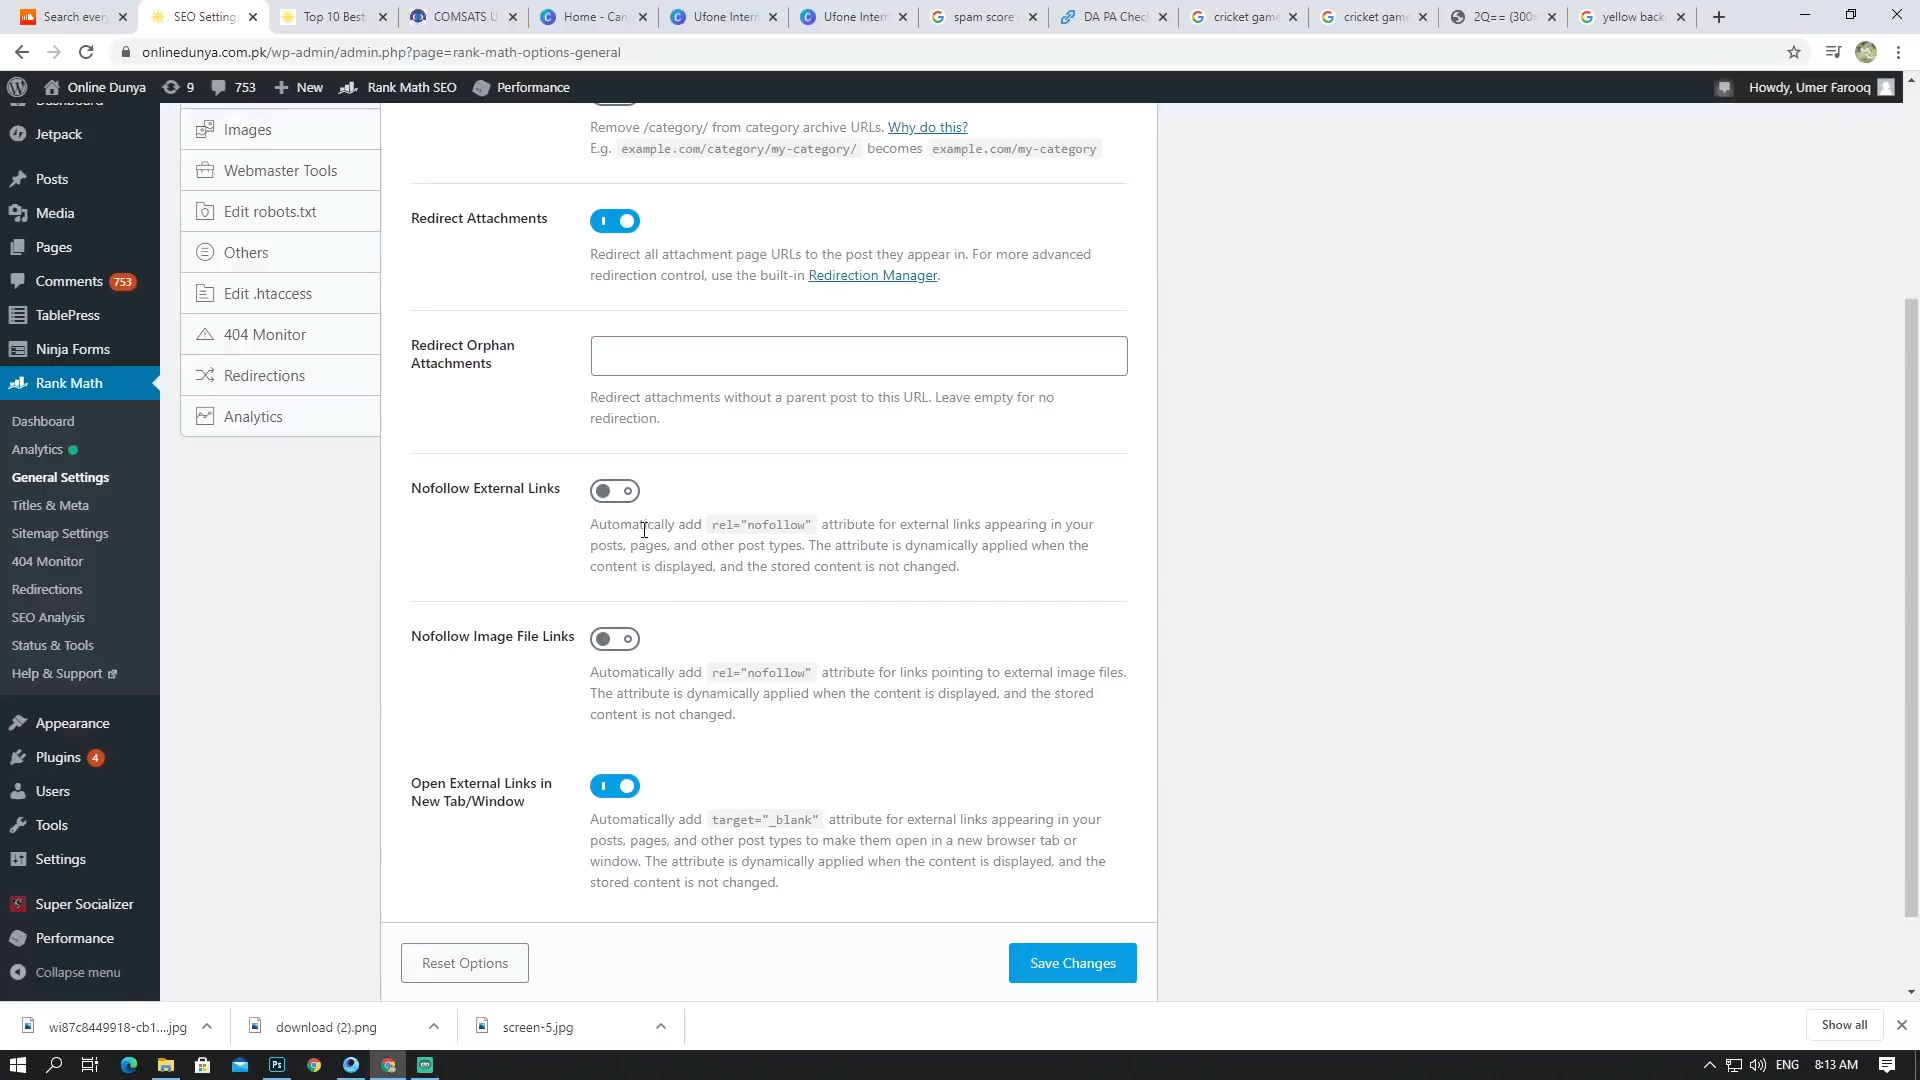 Search every
SEO Setting
Top 10 Best
COMSATS U
Home - Can
Ufone Intern
Ufone Intern
spam score
DA PA Chec
cricket game
cricket game
2Q== (300×
yellow back
onlinedunya.com.pk/wp-admin/admin.php?page=rank-math-options-general
Online Dunya
9
753
New
Rank Math SEO
Performance
Howdy, Umer Farooq
Dashboard
Jetpack
Posts
Media
Pages
Comments 753
TablePress
Ninja Forms
Rank Math
Dashboard
Analytics
General Settings
Titles & Meta
Sitemap Settings
404 Monitor
Redirections
SEO Analysis
Status & Tools
Help & Support
Appearance
Plugins 4
Users
Tools
Settings
Super Socializer
Performance
Collapse menu
Images
Webmaster Tools
Edit robots.txt
Others
Edit .htaccess
404 Monitor
Redirections
Analytics
Remove /category/ from category archive URLs. Why do this?
E.g. example.com/category/my-category/ becomes example.com/my-category
Redirect Attachments
Redirect all attachment page URLs to the post they appear in. For more advanced
redirection control, use the built-in Redirection Manager.
Redirect Orphan
Attachments
Redirect attachments without a parent post to this URL. Leave empty for no
redirection.
Nofollow External Links
Automatically add rel="nofollow" attribute for external links appearing in your
posts, pages, and other post types. The attribute is dynamically applied when the
content is displayed, and the stored content is not changed.
Nofollow Image File Links
Automatically add rel="nofollow" attribute for links pointing to external image files.
The attribute is dynamically applied when the content is displayed, and the stored
content is not changed.
Open External Links in
New Tab/Window
Automatically add target="_blank" attribute for external links appearing in your
posts, pages, and other post types to make them open in a new browser tab or
window. The attribute is dynamically applied when the content is displayed, and the
stored content is not changed.
Reset Options
Save Changes
wi87c8449918-cb1....jpg
download (2).png
screen-5.jpg
Show all
Ps
ENG
8:13 AM